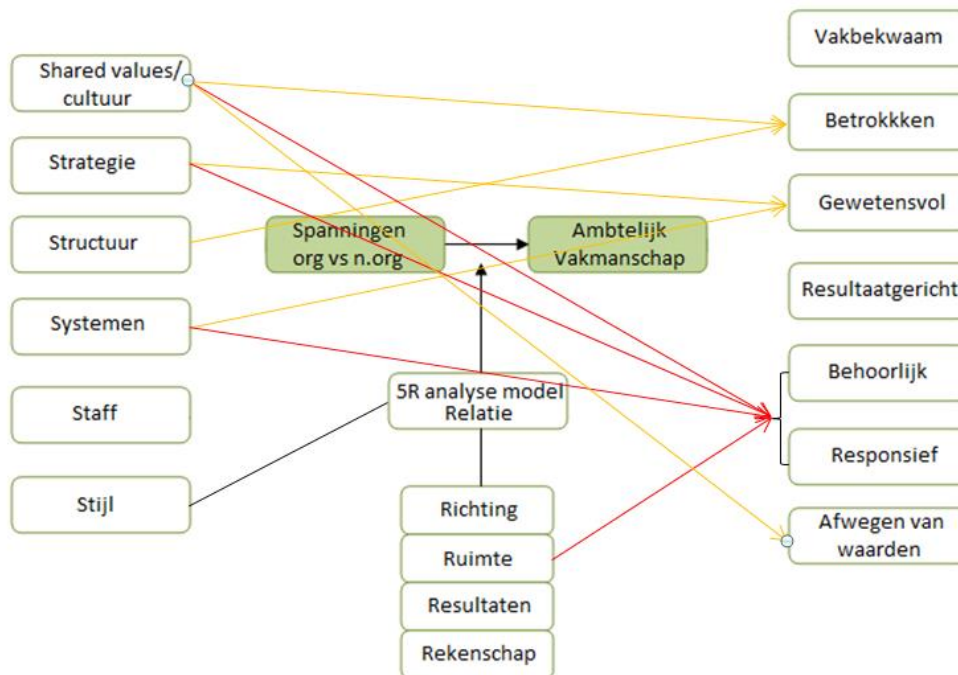 Shared values/
cultuur
Strategie
Structuur
Systemen
Staff
Stijl
Spanningen
org vs n.org
Ambtelijk
Vakmanschap
5R analyse model
Relatie
Richting
Ruimte
Resultaten
Rekenschap
Vakbekwaam
Betrokkken
Gewetensvol
Resultaatgericht
Behoorlijk
Responsief
Afwegen van
waarden